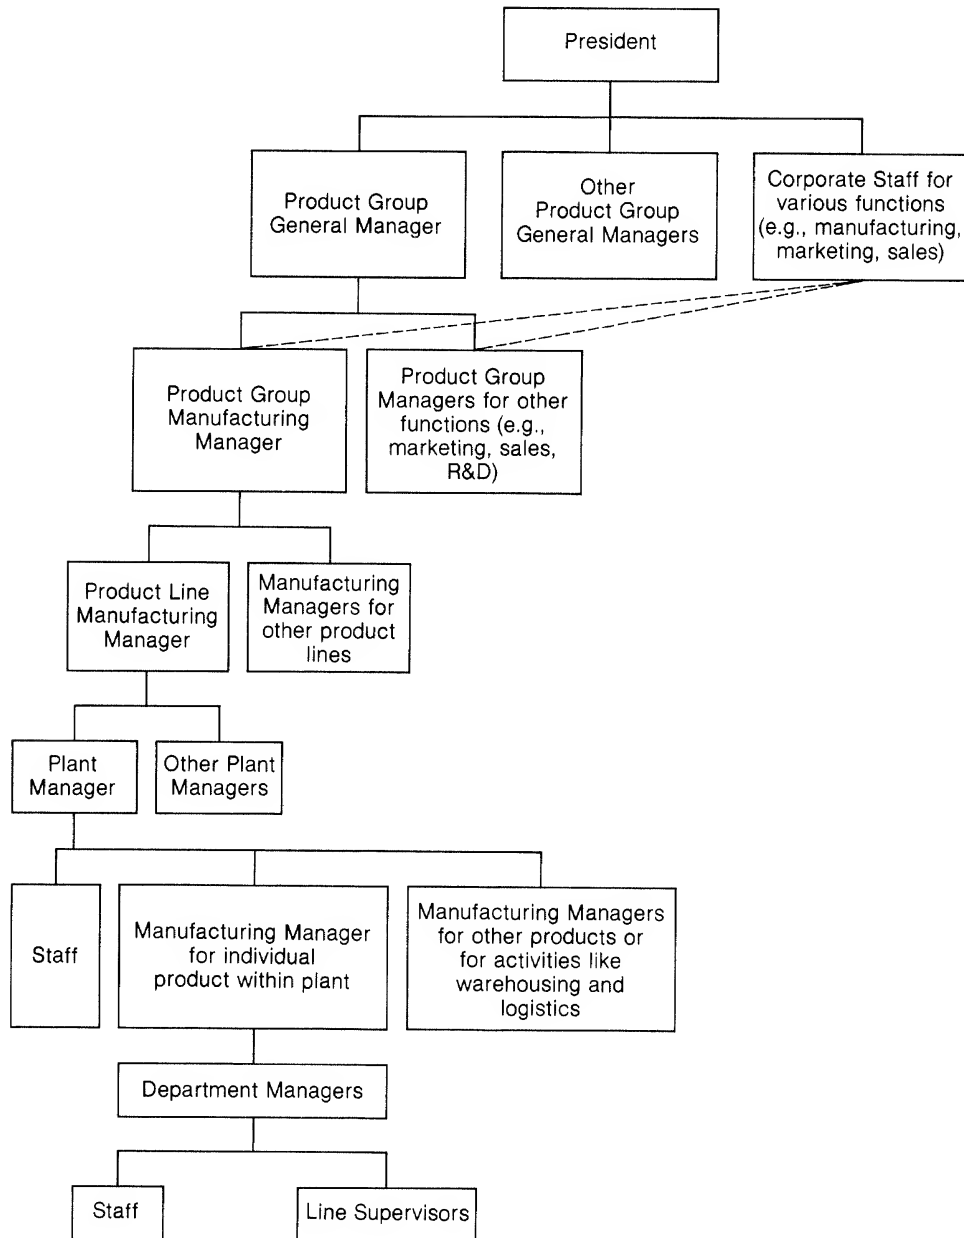 President
Product Group
General Manager
Other
Product Group
General Managers
Corporate Staff for
various functions
(e.g., manufacturing,
marketing, sales)
Product Group
Manufacturing
Manager
Product Group
Managers for other
functions (e.g.,
marketing, sales,
R&D)
Product Line
Manufacturing
Manager
Manufacturing
Managers for
other product
lines
Plant
Manager
Other Plant
Managers
Staff
Manufacturing Manager
for individual
product within plant
Manufacturing Managers
for other products or
for activities like
warehousing and
logistics
Department Managers
Staff
Line Supervisors